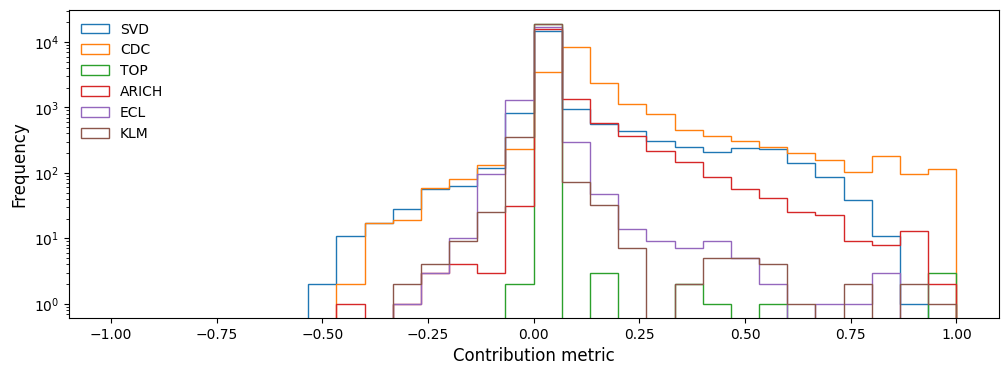 SVD
CDC
TOP
ARICH
ECL
KLM
Frequency
10⁴
10³
10²
10¹
10⁰
−1.00 −0.75 −0.50 −0.25 0.00 0.25 0.50 0.75 1.00
Contribution metric